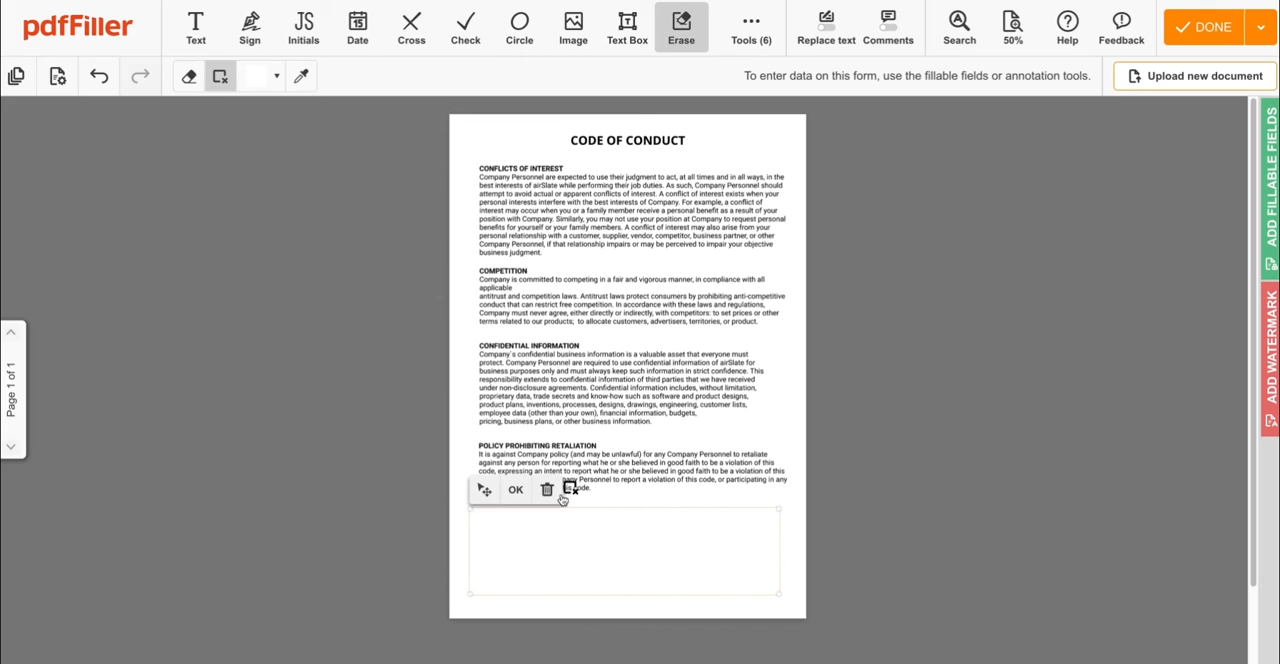 pdfFiller
Text
Sign
JS
Initials
15
Date
Cross
Check
Circle
Image
Text Box
Erase
Tools (6)
Replace text
Comments
Search
50%
Help
Feedback
DONE
To enter data on this form, use the fillable fields or annotation tools.
Upload new document
CODE OF CONDUCT
CONFLICTS OF INTEREST
Company Personnel are expected to use their judgment to act, at all times and in all ways, in the
best interests of airSlate while performing their job duties. As such, Company Personnel should
attempt to avoid actual or apparent conflicts of interest. A conflict of interest exists when your
personal interests interfere with the best interests of Company. For example, a conflict of
interest may occur when you or a family member receive a personal benefit as a result of your
position with Company. Similarly, you may not use your position at Company to request personal
benefits for yourself or your family members. A conflict of interest may also arise from your
personal relationship with a customer, supplier, vendor, competitor, business partner, or other
Company Personnel, if that relationship impairs or may be perceived to impair your objective
business judgment.
COMPETITION
Company is committed to competing in a fair and vigorous manner, in compliance with all
applicable
antitrust and competition laws. Antitrust laws protect consumers by prohibiting anti-competitive
conduct that can restrict free competition. In accordance with these laws and regulations,
Company must never agree, either directly or indirectly, with competitors: to set prices or other
terms related to our products; to allocate customers, advertisers, territories, or product.
CONFIDENTIAL INFORMATION
Company`s confidential business information is a valuable asset that everyone must
protect. Company Personnel are required to use confidential information of airSlate for
business purposes only and must always keep such information in strict confidence. This
responsibility extends to confidential information of third parties that we have received
under non-disclosure agreements. Confidential information includes, without limitation,
proprietary data, trade secrets and know-how such as software and product designs,
product plans, inventions, processes, designs, drawings, engineering, customer lists,
employee data (other than your own), financial information, budgets,
pricing, business plans, or other business information.
POLICY PROHIBITING RETALIATION
It is against Company policy (and may be unlawful) for any Company Personnel to retaliate
against any person for reporting what he or she believed in good faith to be a violation of this
code, expressing an intent to report what he or she believed in good faith to be a violation of this
Personnel to report a violation of this code, or participating in any
code.
OK
Page 1 of 1
ADD FILLABLE FIELDS
ADD WATERMARK